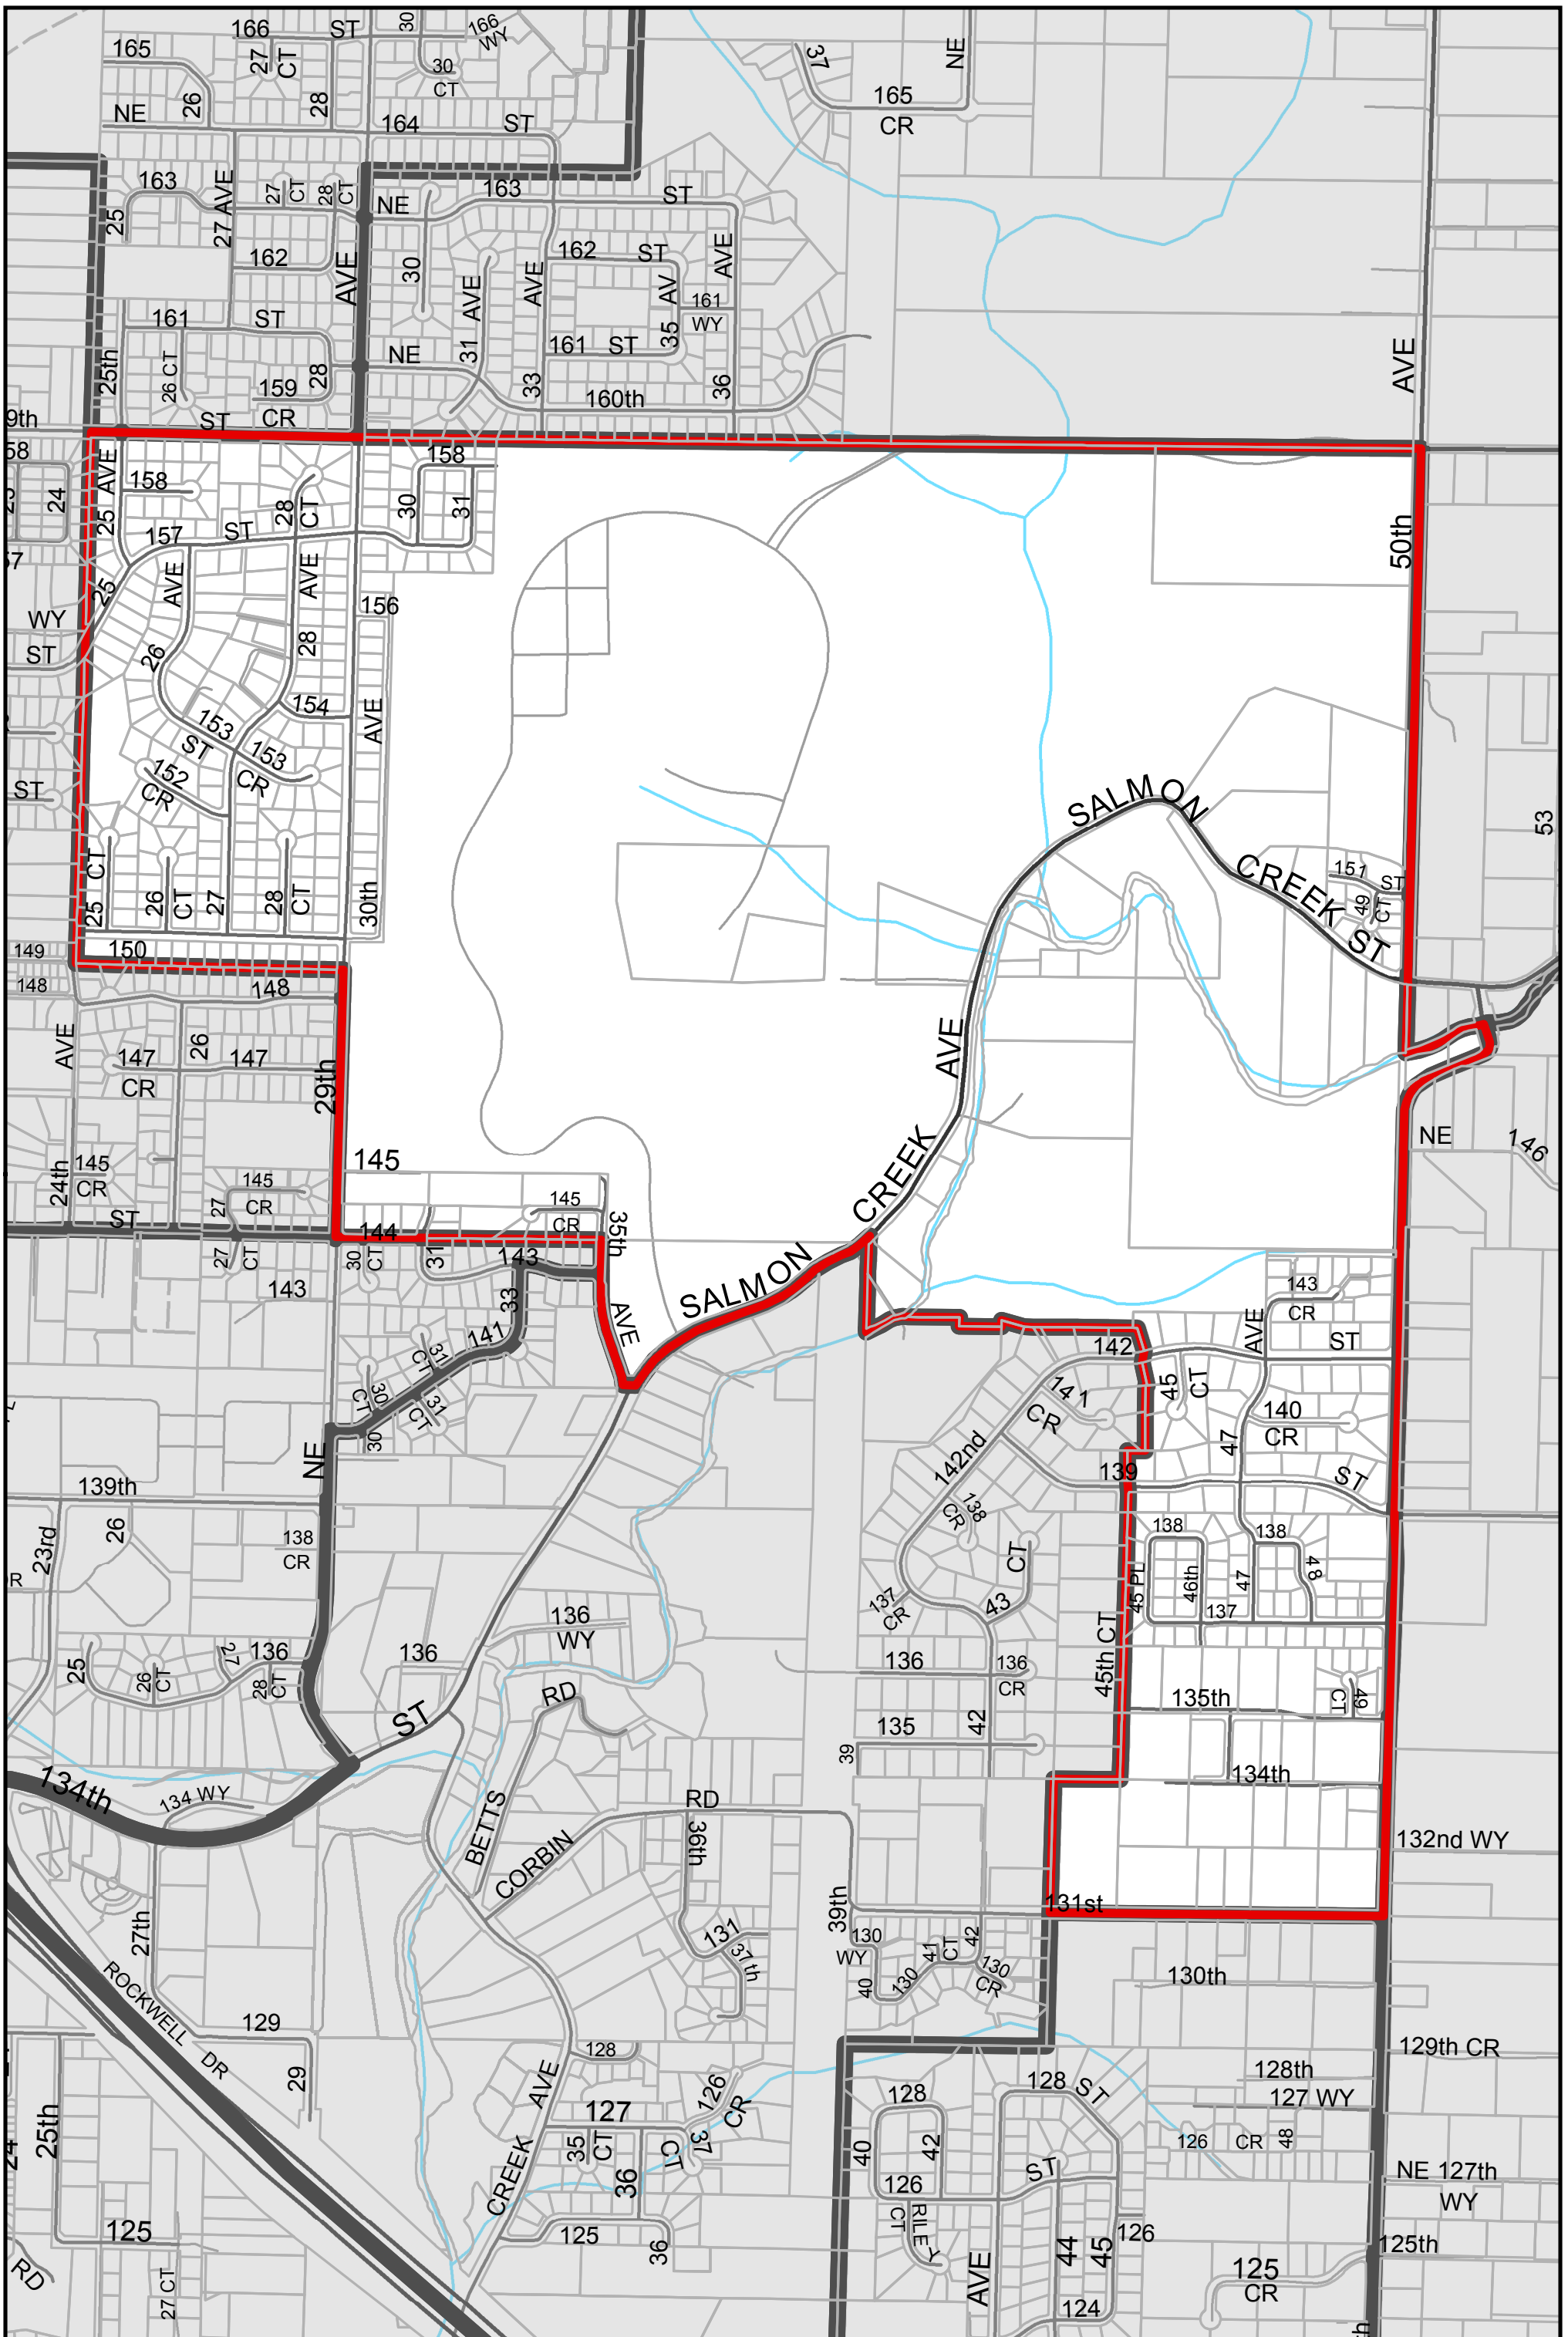 166 ST
30
166
WY
165
27
CT
30
CT
37
NE
26
28
165
CR
NE
164 ST
163
27
CT
28
CT
NE
163
ST
25
27 AVE
162
AVE
30
AVE
AVE
162
ST
AV
AVE
161
WY
161
ST
31
161
ST
35
AVE
25th
26 CT
159
CR
28
NE
33
160th
36
9th
ST
58
158
24
AVE
158
28
CT
30
31
25
157
ST
50th
AVE
AVE
25
156
WY
ST
28
26
154
AVE
153
ST
153
CR
152
CR
ST
SALMON
53
CREEK
ST
151
ST
49
CT
CT
25
26
CT
27
28
CT
30th
149
150
148
148
AVE
26
147
CR
147
29th
AVE
NE
146
145
24th
145
CR
145
CR
27
145
CR
35th
CREEK
ST
144
27
CT
30
CT
31
143
SALMON
143
33
AVE
143
CR
AVE
ST
141
142
31
CT
45
CT
141
CR
30
CT
31
CT
30
140
CR
47
NE
142nd
139
ST
139th
23rd
26
138
CR
138
CR
138
138
CT
48
45 PL
46th
47
137
CR
43
137
136
WY
45th CT
25
26
CT
27
136
28
CT
136
136
136
CR
RD
135th
49
CT
ST
42
135
39
134th
134th
134 WY
BETTS
CORBIN
RD
36th
132nd WY
131st
39th
27th
131
37th
130
WY
41
CT
42
40
130
130
CR
130th
ROCKWELL
DR
129
29
128
129th CR
128th
127 WY
AVE
126
CR
128
128
ST
25th
24
127
35
CT
36
37
CT
40
42
126
CR
48
CREEK
ST
NE 127th
WY
126
RILEY
CT
125
125
36
126
44
45
125th
RD
27 CT
AVE
125
CR
124